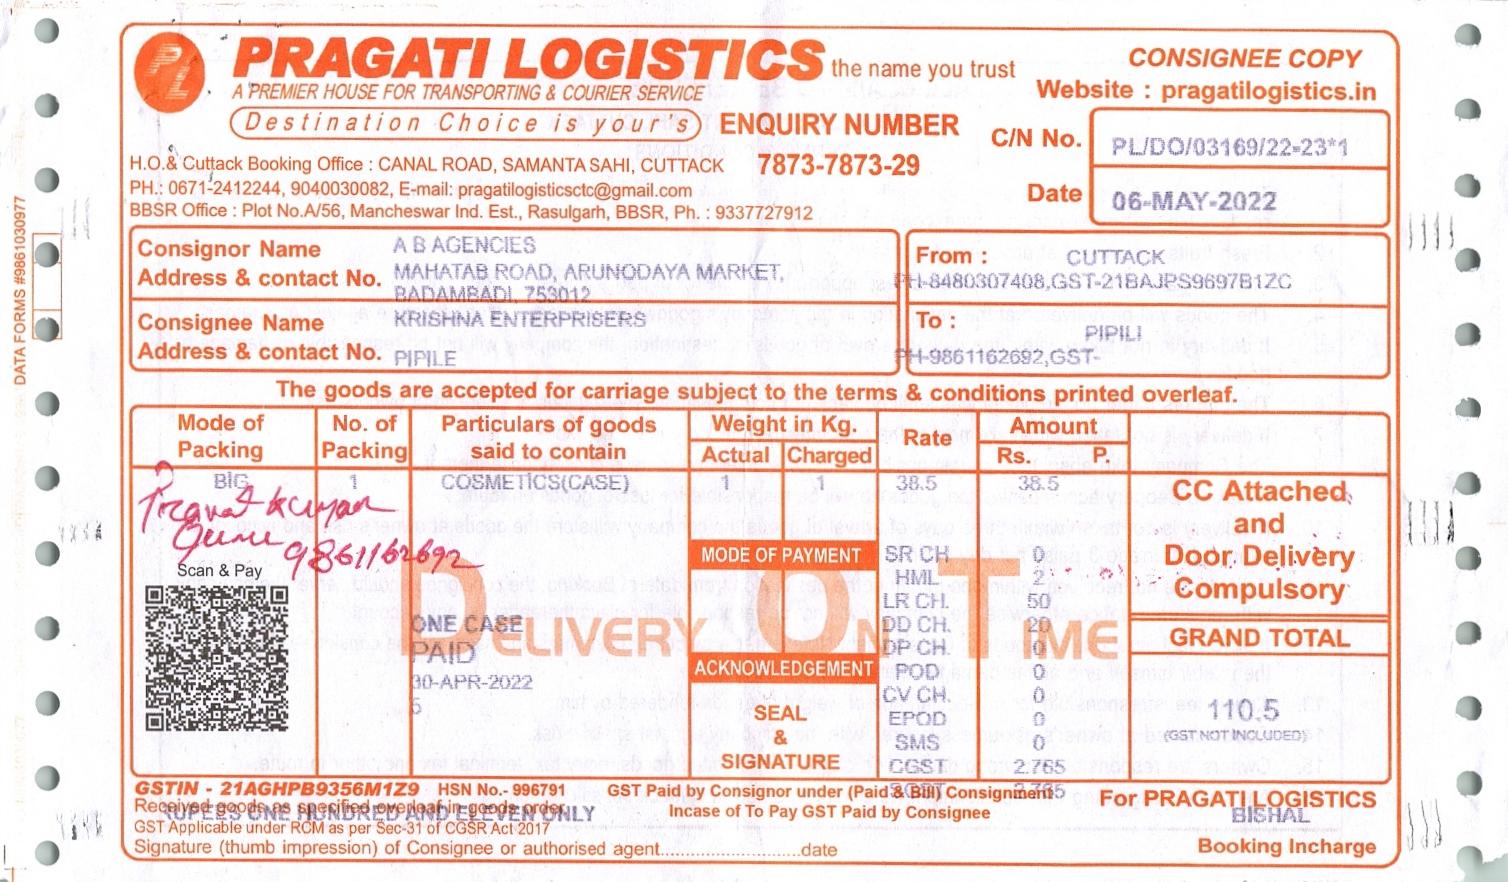 PRAGATI LOGISTICS the name you trust
A PREMIER HOUSE FOR TRANSPORTING & COURIER SERVICE
Destination Choice is your's
ENQUIRY NUMBER
7873-7873-29
CONSIGNEE COPY
Website : pragatilogistics.in
C/N No. PL/DO/03169/22-23*1
Date 06-MAY-2022
H.O.& Cuttack Booking Office : CANAL ROAD, SAMANTA SAHI, CUTTACK
PH.: 0671-2412244, 9040030082, E-mail: pragatilogisticsctc@gmail.com
BBSR Office : Plot No.A/56, Mancheswar Ind. Est., Rasulgarh, BBSR, Ph. : 9337727912
DATA FORMS #9861030977
Consignor Name A B AGENCIES
Address & contact No. MAHATAB ROAD, ARUNODAYA MARKET,
BADAMBADI, 753012
From : CUTTACK
PH-8480307408,GST-21BAJPS9697B1ZC
Consignee Name KRISHNA ENTERPRISERS
Address & contact No. PIPILE
To : PIPILI
PH-9861162692,GST-
The goods are accepted for carriage subject to the terms & conditions printed overleaf.
Mode of Packing No. of Packing Particulars of goods said to contain Weight in Kg. Actual Charged Rate Amount Rs. P.
BIG 1 COSMETICS(CASE) 1 1 38.5 38.5
9861162692
Scan & Pay
ONE CASE
PAID
30-APR-2022
5
DELIVERY ON TIME
MODE OF PAYMENT
ACKNOWLEDGEMENT
SEAL
&
SIGNATURE
SR CH 0
HML 2
LR CH. 50
DD CH. 20
DP CH. 0
POD 0
CV CH. 0
EPOD 0
SMS 0
CGST 2.765
SGST 2.765
CC Attached
and
Door Delivery
Compulsory
GRAND TOTAL
110.5
(GST NOT INCLUDED)
GSTIN - 21AGHPB9356M1Z9 HSN No.- 996791
GST Paid by Consignor under (Paid & Bill) Consignment
Incase of To Pay GST Paid by Consignee
Received goods as specified overleaf in goods order
RUPEES ONE HUNDRED AND ELEVEN ONLY
GST Applicable under RCM as per Sec-31 of CGSR Act 2017
Signature (thumb impression) of Consignee or authorised agent..............................date
For PRAGATI LOGISTICS
BISHAL
Booking Incharge